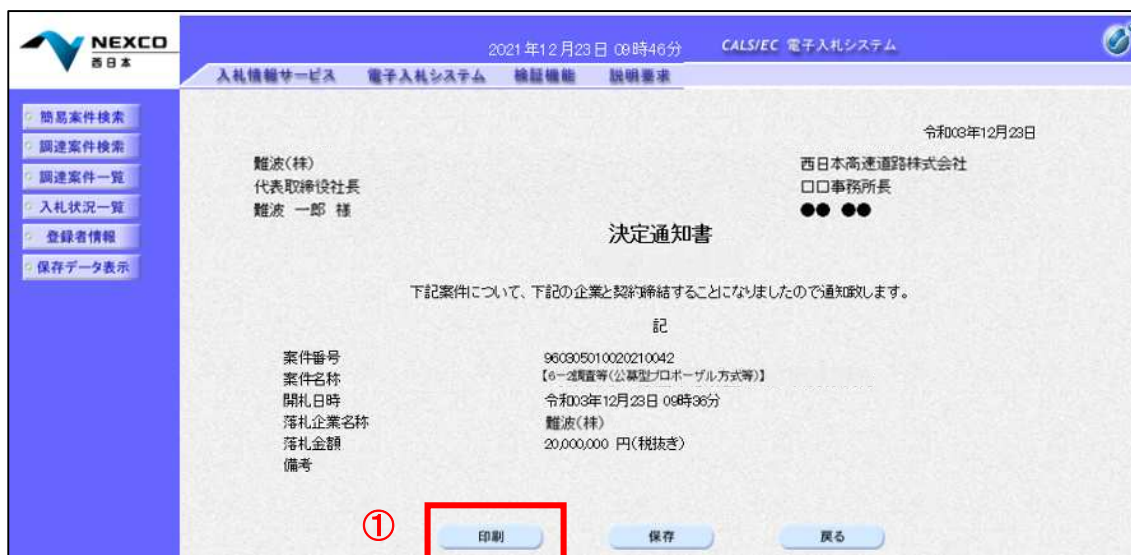 NEXCO
西日本
2021年12月23日 09時46分
CALS/EC 電子入札システム
入札情報サービス 電子入札システム 検証機能 説明要求
簡易案件検索
調達案件検索
調達案件一覧
入札状況一覧
登録者情報
保存データ表示
令和03年12月23日
難波(株)
代表取締役社長
難波 一郎 様
西日本高速道路株式会社
口口事務所長
●● ●●
決定通知書
下記案件について、下記の企業と契約締結することになりましたので通知致します。
記
案件番号 960305010020210042
案件名称 【6-2調査等(公募型プロポーザル方式等)】
開札日時 令和03年12月23日 09時36分
落札企業名称 難波(株)
落札金額 20,000,000 円(税抜き)
備考
① 印刷 保存 戻る